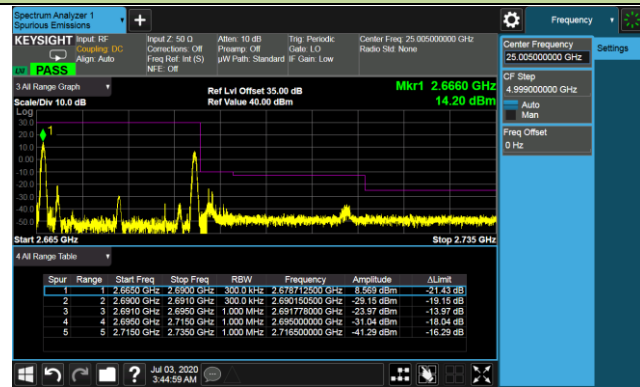 Spectrum Analyzer 1
Spurious Emissions
Frequency
KEYSIGHT
Input: RF
Coupling: DC
Align: Auto
Input Z: 50 Ω
Corrections: Off
Freq Ref: Int (S)
NFE: Off
Atten: 10 dB
Preamp: Off
µW Path: Standard
Trig: Periodic
Gate: LO
IF Gain: Low
Center Freq: 25.005000000 GHz
Radio Std: None
LV PASS
Center Frequency
25.005000000 GHz
Settings
CF Step
4.999000000 GHz
Auto
Man
Freq Offset
0 Hz
3 All Range Graph
Scale/Div 10.0 dB
Ref Lvl Offset 35.00 dB
Ref Value 40.00 dBm
Mkr1 2.6660 GHz
14.20 dBm
Log
30.0
20.0
10.0
0.00
-10.0
-20.0
-30.0
-40.0
-50.0
1
Start 2.665 GHz
Stop 2.735 GHz
4 All Range Table
Spur Range Start Freq Stop Freq RBW Frequency Amplitude ΔLimit
1 1 2.6650 GHz 2.6900 GHz 300.0 kHz 2.678712500 GHz 8.569 dBm -21.43 dB
2 2 2.6900 GHz 2.6910 GHz 300.0 kHz 2.690150500 GHz -29.15 dBm -19.15 dB
3 3 2.6910 GHz 2.6950 GHz 1.000 MHz 2.691778000 GHz -23.97 dBm -13.97 dB
4 4 2.6950 GHz 2.7150 GHz 1.000 MHz 2.695000000 GHz -31.04 dBm -18.04 dB
5 5 2.7150 GHz 2.7350 GHz 1.000 MHz 2.716500000 GHz -41.29 dBm -16.29 dB
Jul 03, 2020
3:44:59 AM